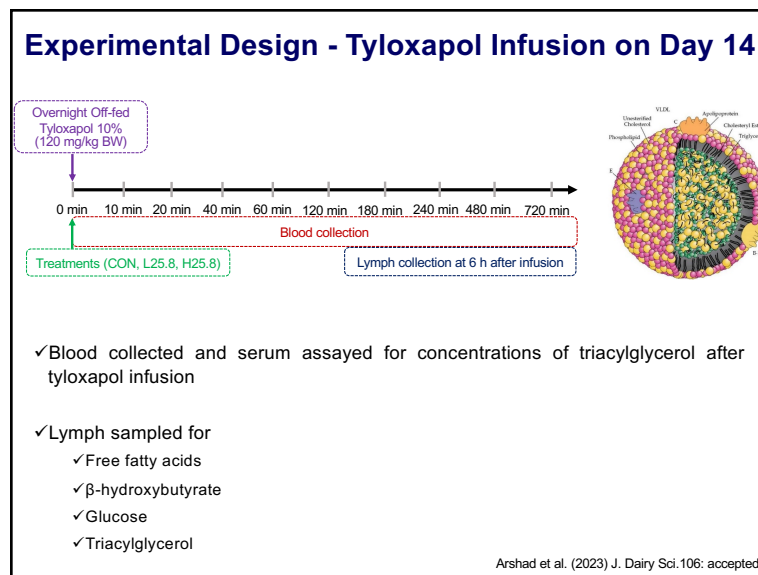 Experimental Design - Tyloxapol Infusion on Day 14
Overnight Off-fed
Tyloxapol 10%
(120 mg/kg BW)
0 min 10 min 20 min 40 min 60 min 120 min 180 min 240 min 480 min 720 min
Blood collection
Treatments (CON, L25.8, H25.8)
Lymph collection at 6 h after infusion
VLDL
Apolipoprotein
Unesterified
Cholesterol
C
Cholesteryl Est
Phospholipid
Triglyc
E
B-
✓Blood collected and serum assayed for concentrations of triacylglycerol after
tyloxapol infusion
✓Lymph sampled for
✓Free fatty acids
✓β-hydroxybutyrate
✓Glucose
✓Triacylglycerol
Arshad et al. (2023) J. Dairy Sci.106: accepted